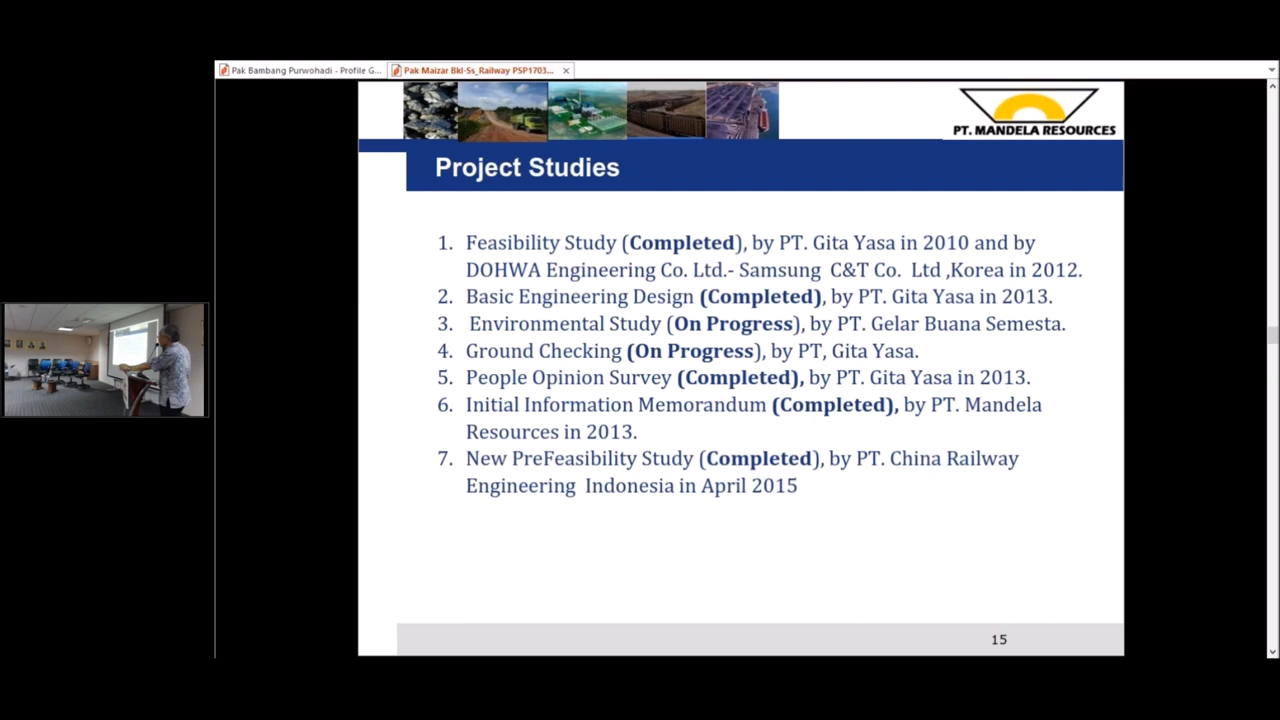 Pak Bambang Purwohadi - Profile G...
Pak Maizar Bkl-Ss_Railway PSP1703...
PT. MANDELA RESOURCES
Project Studies
1. Feasibility Study (Completed), by PT. Gita Yasa in 2010 and by
DOHWA Engineering Co. Ltd.- Samsung C&T Co. Ltd ,Korea in 2012.
2. Basic Engineering Design (Completed), by PT. Gita Yasa in 2013.
3. Environmental Study (On Progress), by PT. Gelar Buana Semesta.
4. Ground Checking (On Progress), by PT, Gita Yasa.
5. People Opinion Survey (Completed), by PT. Gita Yasa in 2013.
6. Initial Information Memorandum (Completed), by PT. Mandela
Resources in 2013.
7. New PreFeasibility Study (Completed), by PT. China Railway
Engineering Indonesia in April 2015
15